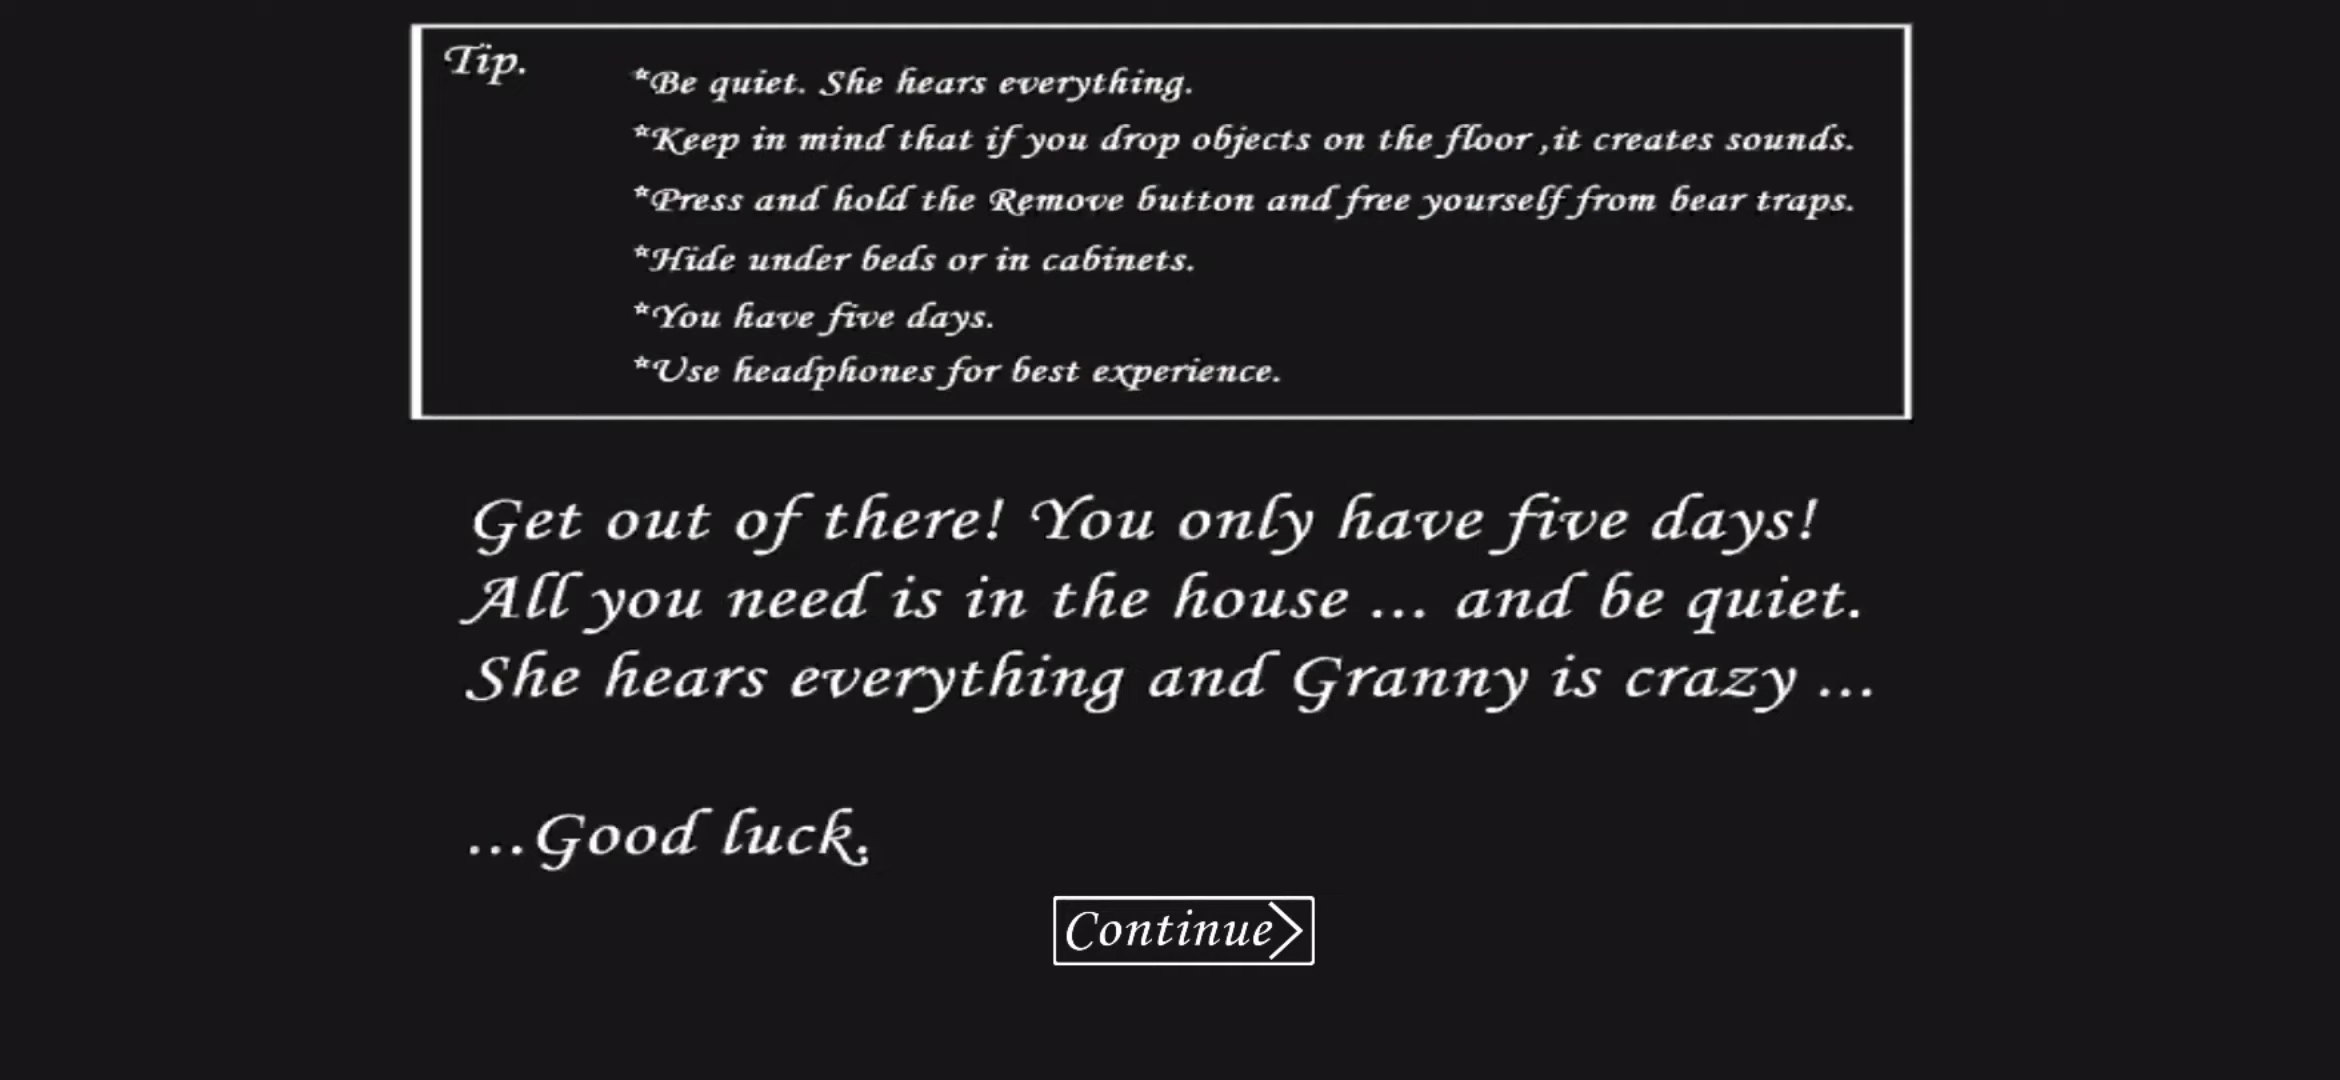 Tip.
*Be quiet. She hears everything.
*Keep in mind that if you drop objects on the floor ,it creates sounds.
*Press and hold the Remove button and free yourself from bear traps.
*Hide under beds or in cabinets.
*You have five days.
*Use headphones for best experience.
Get out of there! You only have five days!
All you need is in the house ... and be quiet.
She hears everything and Granny is crazy ...
...Good luck.
Continue>